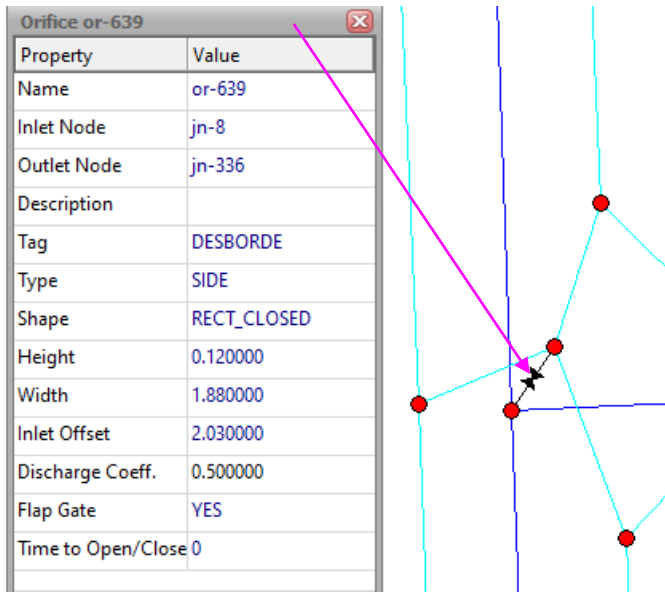 Orifice or-639
Property Value
Name or-639
Inlet Node jn-8
Outlet Node jn-336
Description
Tag DESBORDE
Type SIDE
Shape RECT_CLOSED
Height 0.120000
Width 1.880000
Inlet Offset 2.030000
Discharge Coeff. 0.500000
Flap Gate YES
Time to Open/Close 0